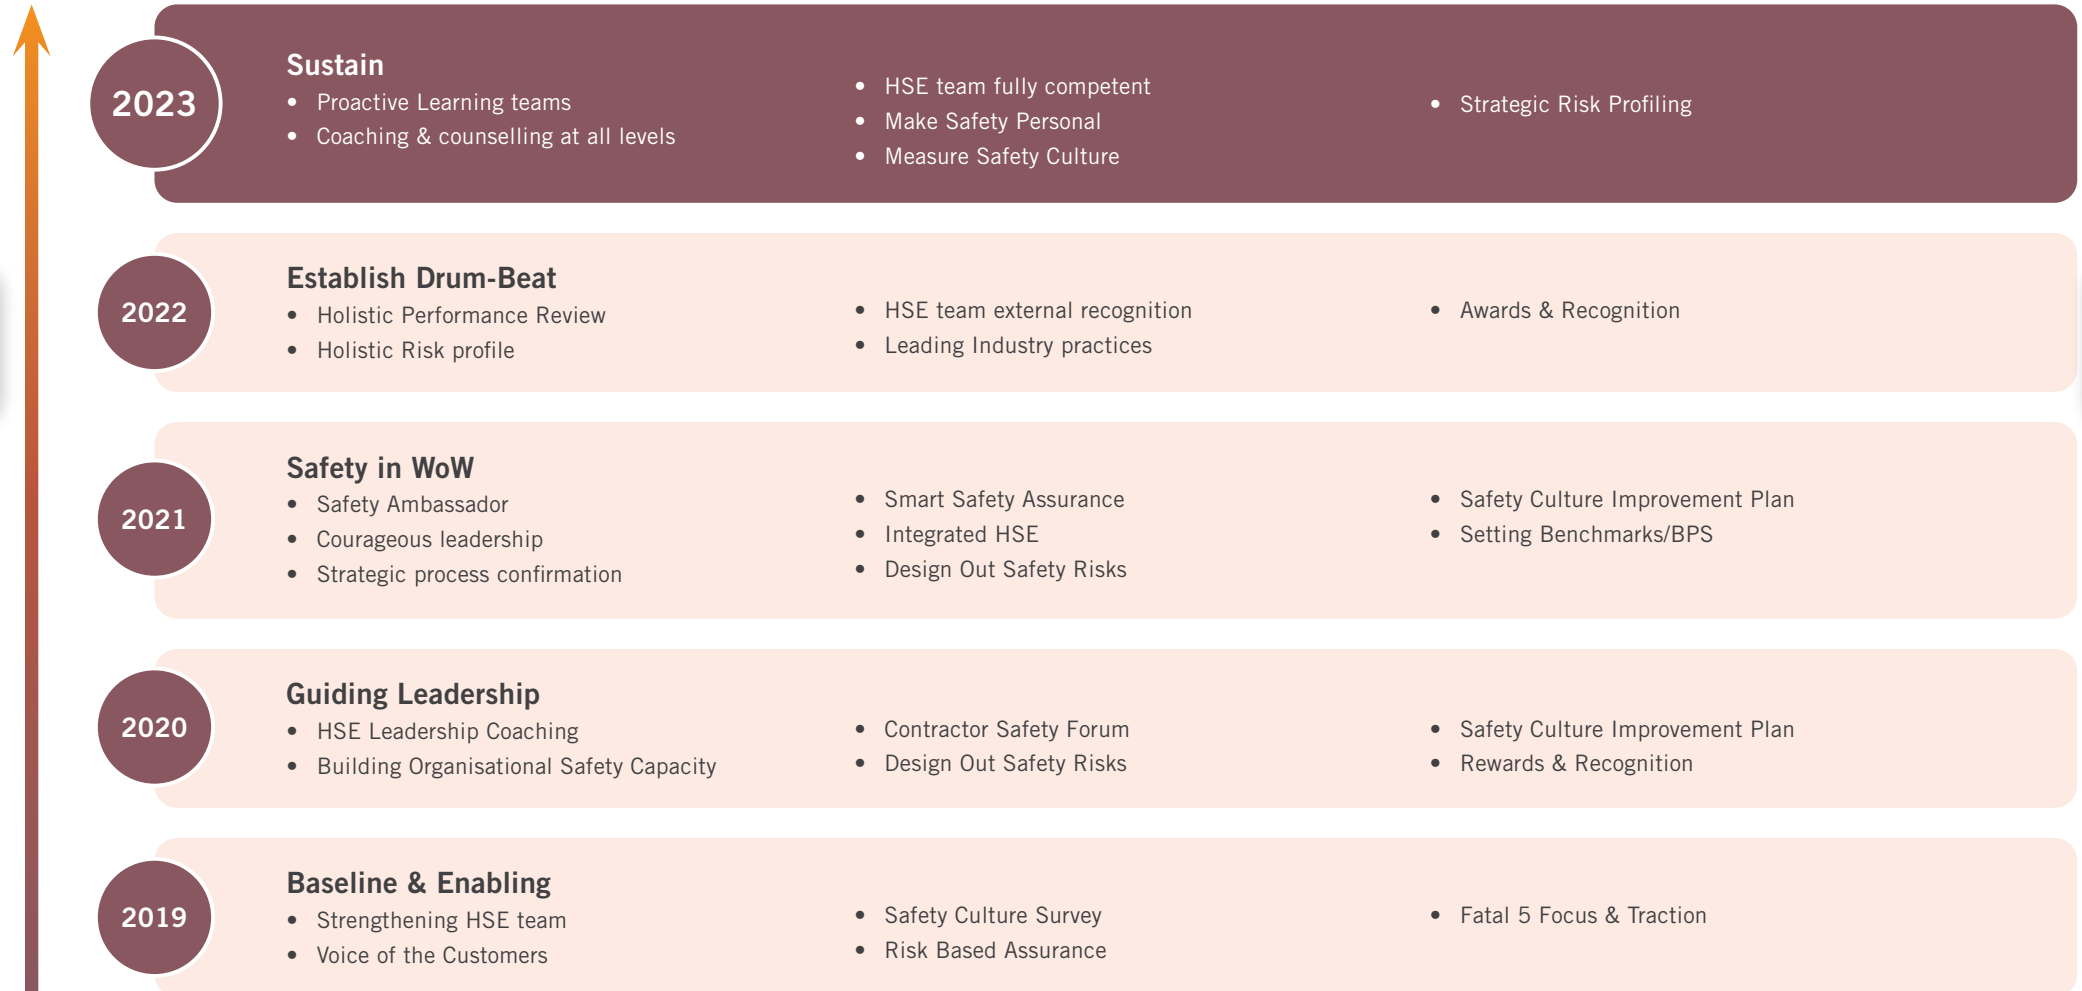 2023
Sustain
• Proactive Learning teams
• Coaching & counselling at all levels
• HSE team fully competent
• Make Safety Personal
• Measure Safety Culture
• Strategic Risk Profiling
2022
Establish Drum-Beat
• Holistic Performance Review
• Holistic Risk profile
• HSE team external recognition
• Leading Industry practices
• Awards & Recognition
2021
Safety in WoW
• Safety Ambassador
• Courageous leadership
• Strategic process confirmation
• Smart Safety Assurance
• Integrated HSE
• Design Out Safety Risks
• Safety Culture Improvement Plan
• Setting Benchmarks/BPS
2020
Guiding Leadership
• HSE Leadership Coaching
• Building Organisational Safety Capacity
• Contractor Safety Forum
• Design Out Safety Risks
• Safety Culture Improvement Plan
• Rewards & Recognition
2019
Baseline & Enabling
• Strengthening HSE team
• Voice of the Customers
• Safety Culture Survey
• Risk Based Assurance
• Fatal 5 Focus & Traction